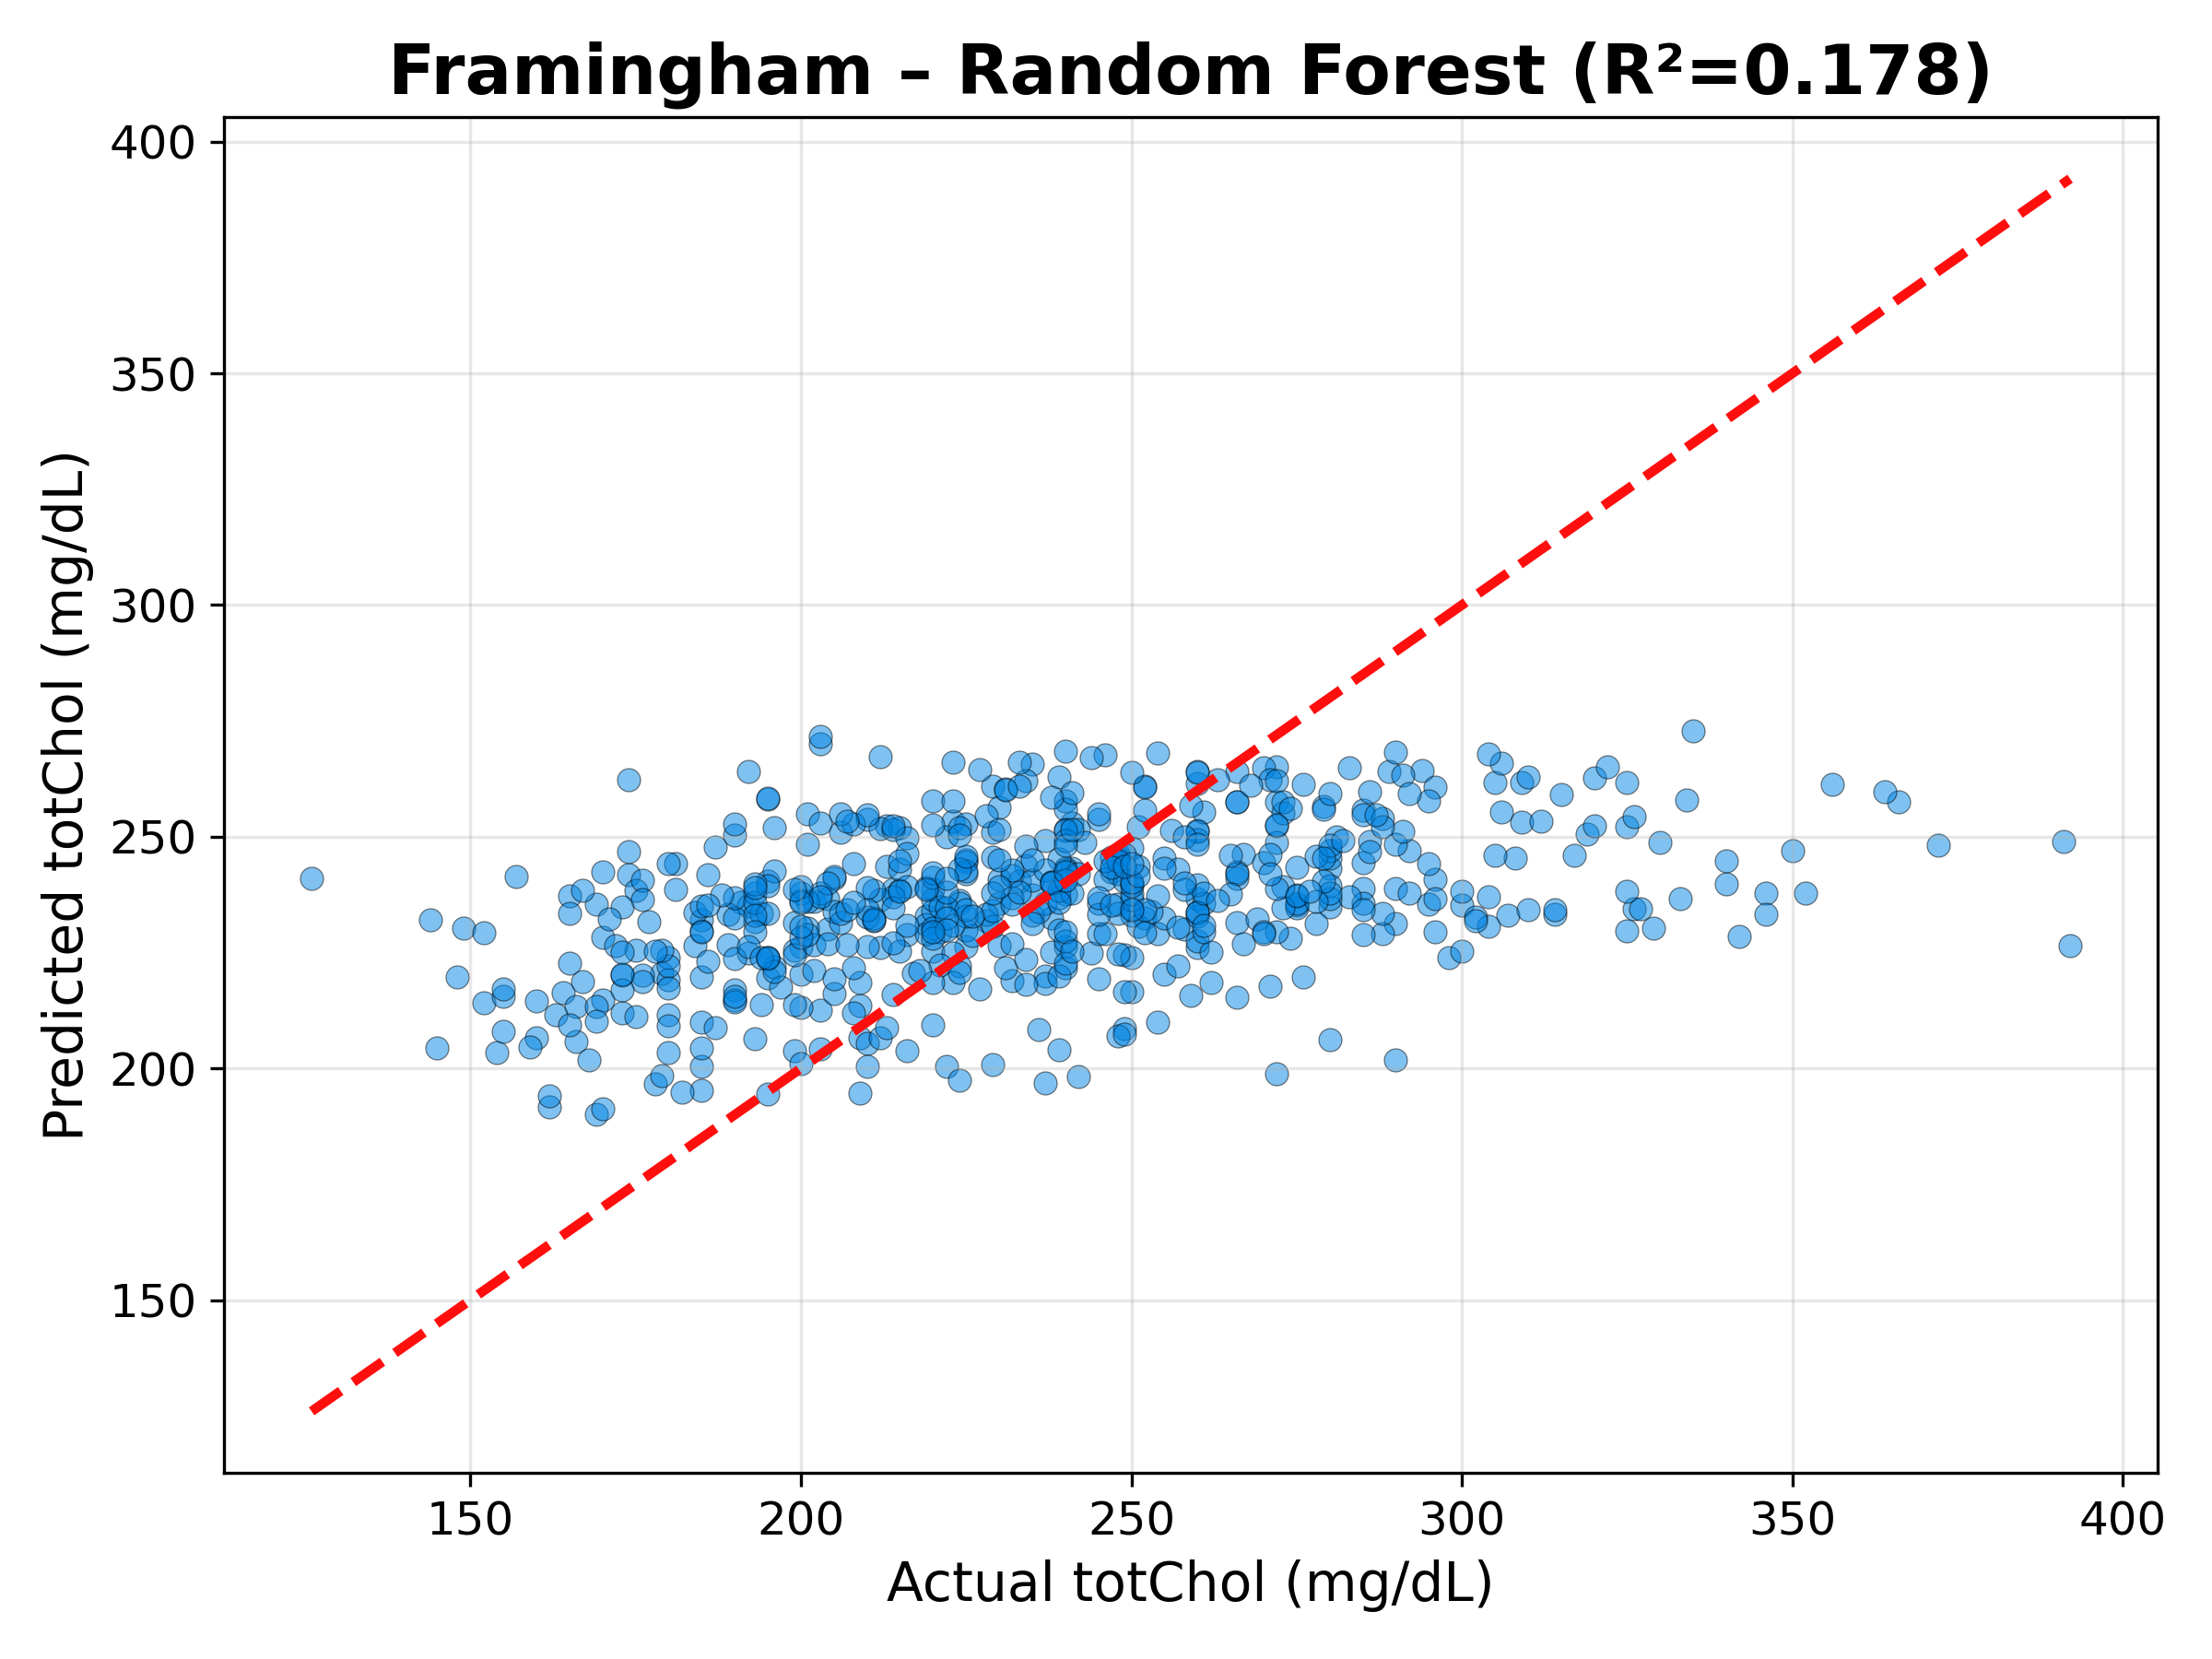 Framingham – Random Forest (R²=0.178)
Predicted totChol (mg/dL)
400
350
300
250
200
150
150 200 250 300 350 400
Actual totChol (mg/dL)